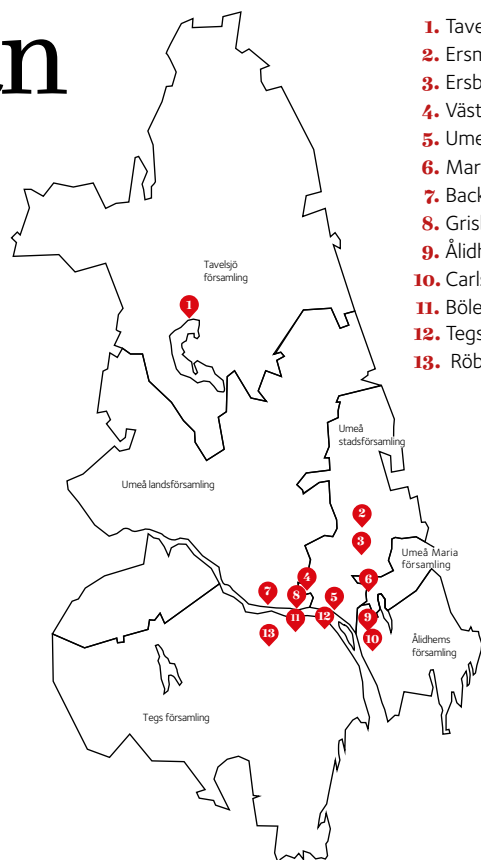 an
1. Tave
2. Ersm
3. Ersb
4. Väst
5. Ume
6. Mar
7. Back
8. Gris
9. Ålidh
10. Carls
11. Böle
12. Tegs
13. Röb
Tavelsjö
församling
1
Umeå
stadsförsamling
Umeå landsförsamling
2
3
Umeå Maria
församling
4
6
7
8
5
9
11
12
13
10
Ålidhems
församling
Tegs församling